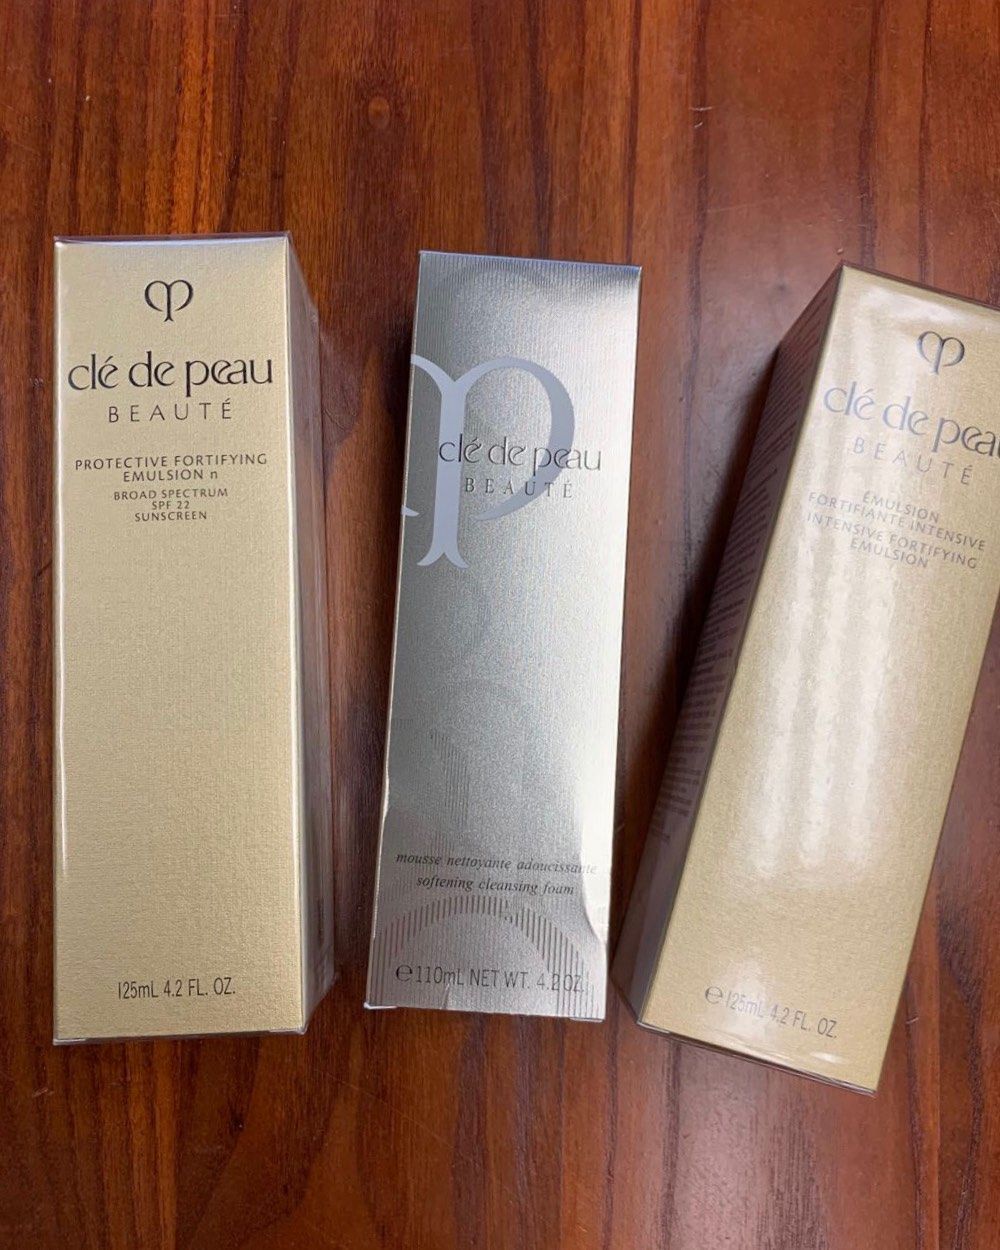 clé de peau
BEAUTÉ
PROTECTIVE FORTIFYING
EMULSION n
BROAD SPECTRUM
SPF 22
SUNSCREEN
125mL 4.2 FL. OZ.
clé de peau
BEAUTÉ
mousse nettoyante adoucissante
softening cleansing foam
℮110mL NET WT. 4.2 OZ.
clé de peau
BEAUTÉ
ÉMULSION
FORTIFIANTE INTENSIVE
INTENSIVE FORTIFYING
EMULSION
℮125mL 4.2 FL. OZ.